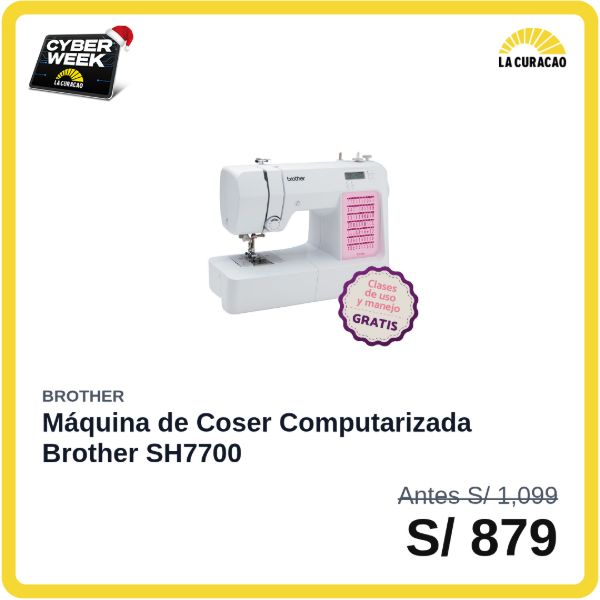 CYBER
WEEK
LA CURACAO
LA CURACAO
brother
Clases
de uso
y manejo
GRATIS
BROTHER
Máquina de Coser Computarizada
Brother SH7700
Antes S/ 1,099
S/ 879